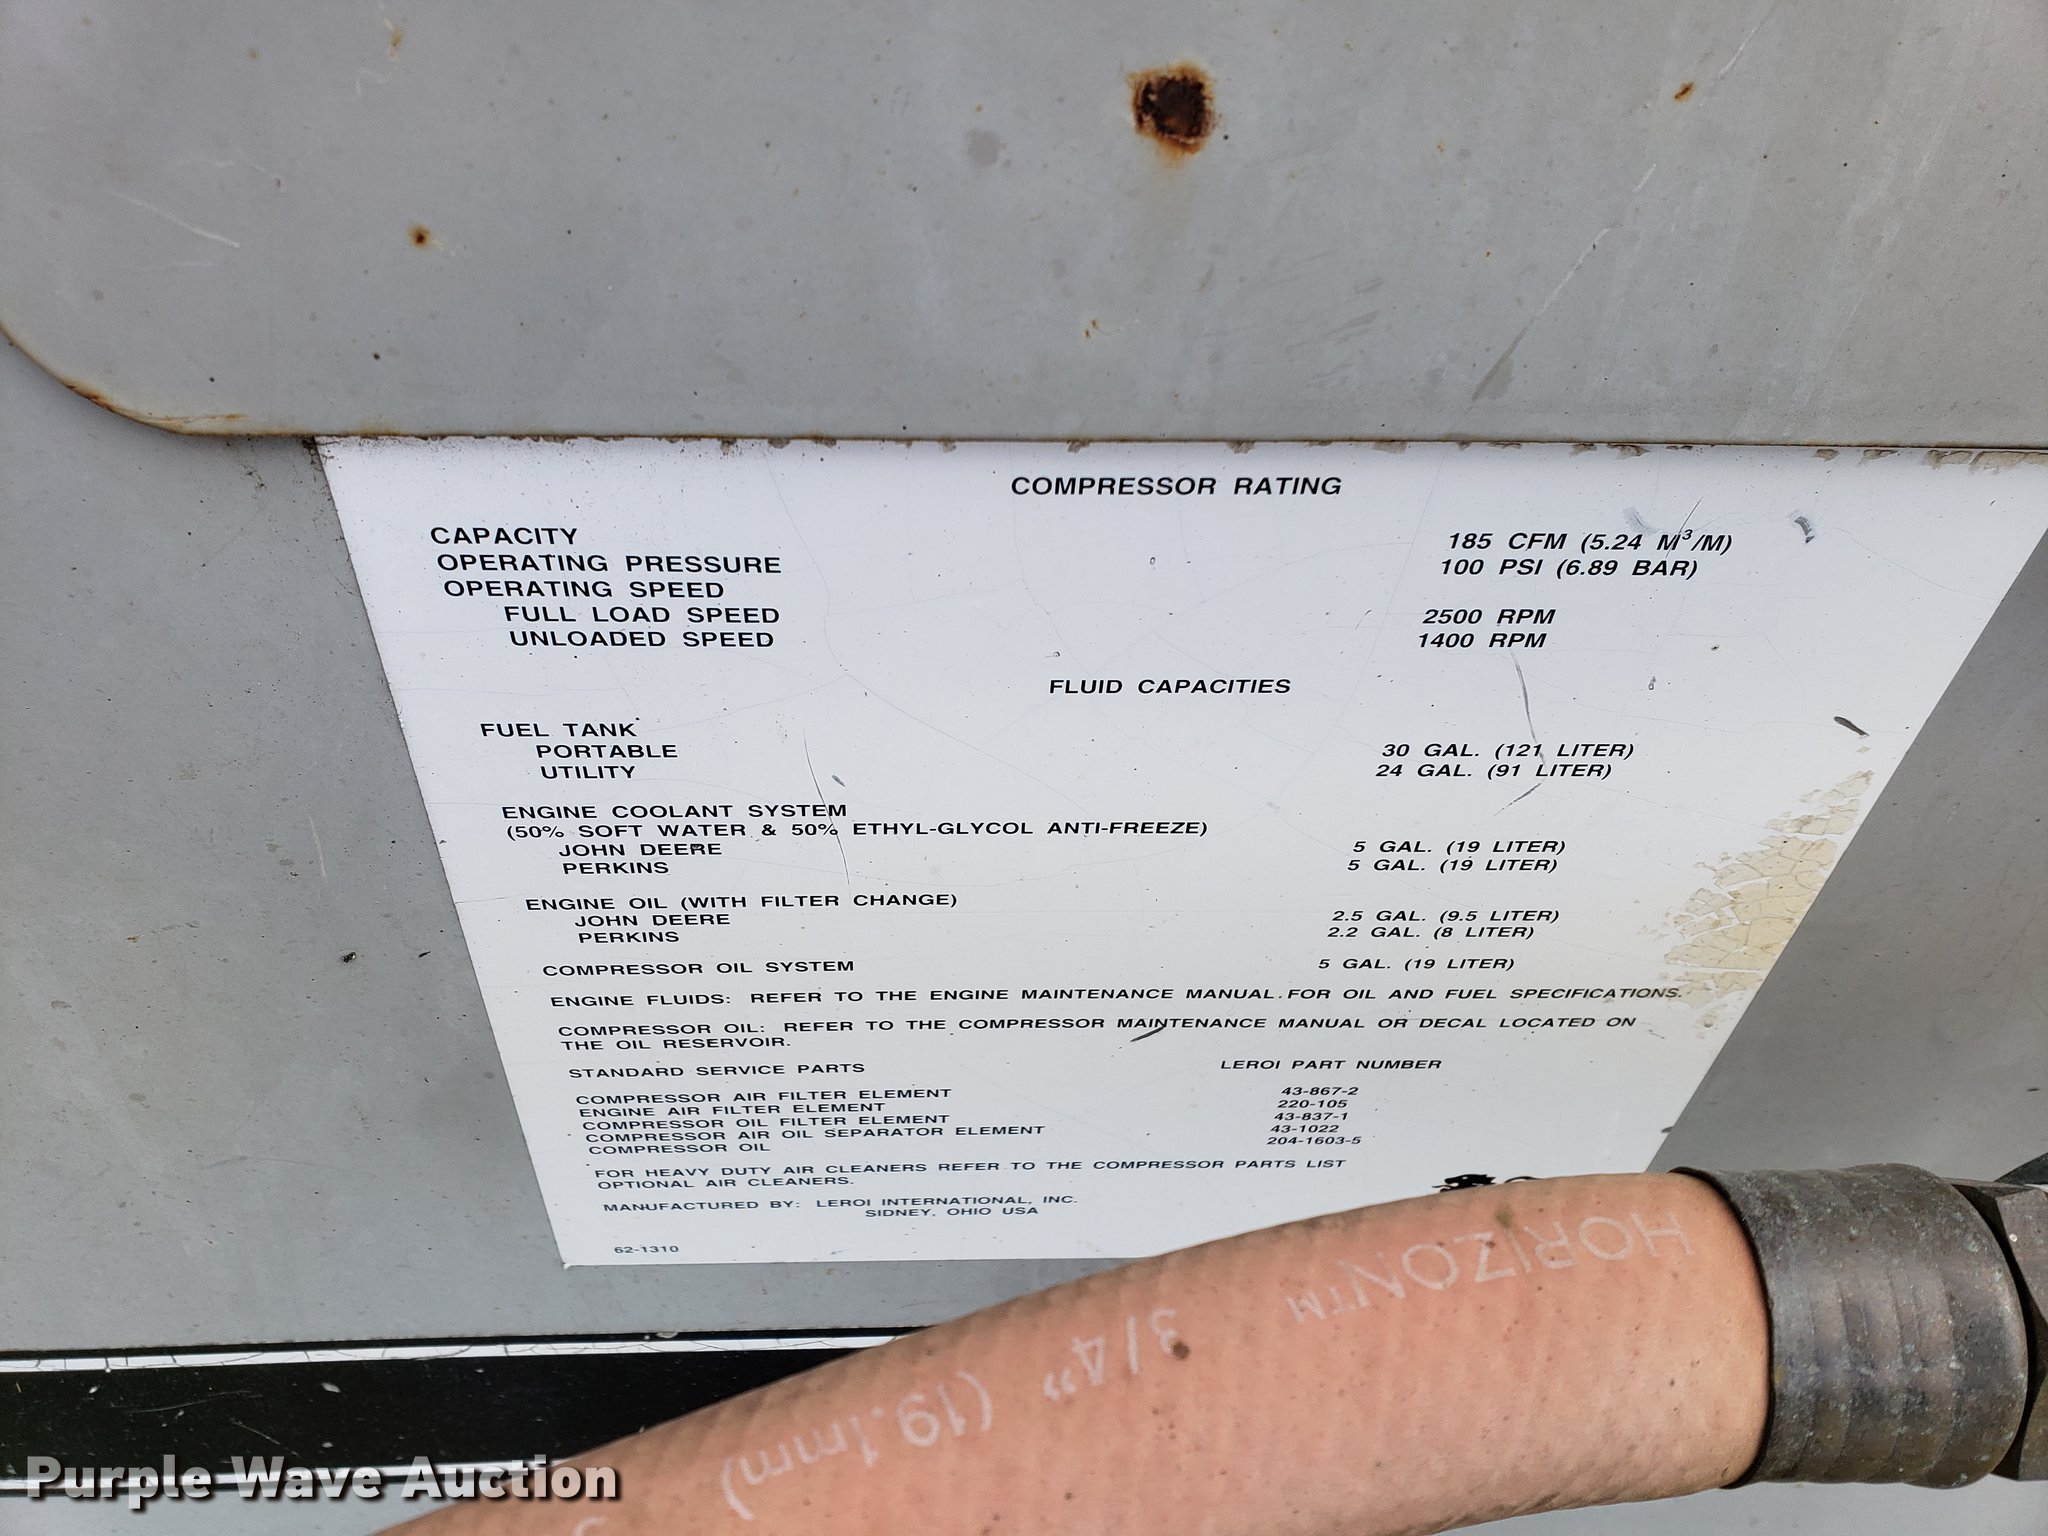 COMPRESSOR RATING
CAPACITY 185 CFM (5.24 M³/M)
OPERATING PRESSURE 100 PSI (6.89 BAR)
OPERATING SPEED
FULL LOAD SPEED 2500 RPM
UNLOADED SPEED 1400 RPM
FLUID CAPACITIES
FUEL TANK
PORTABLE 30 GAL. (121 LITER)
UTILITY 24 GAL. (91 LITER)
ENGINE COOLANT SYSTEM
(50% SOFT WATER & 50% ETHYL-GLYCOL ANTI-FREEZE)
JOHN DEERE 5 GAL. (19 LITER)
PERKINS 5 GAL. (19 LITER)
ENGINE OIL (WITH FILTER CHANGE)
JOHN DEERE 2.5 GAL. (9.5 LITER)
PERKINS 2.2 GAL. (8 LITER)
COMPRESSOR OIL SYSTEM 5 GAL. (19 LITER)
ENGINE FLUIDS: REFER TO THE ENGINE MAINTENANCE MANUAL FOR OIL AND FUEL SPECIFICATIONS.
COMPRESSOR OIL: REFER TO THE COMPRESSOR MAINTENANCE MANUAL OR DECAL LOCATED ON
THE OIL RESERVOIR.
STANDARD SERVICE PARTS LEROI PART NUMBER
COMPRESSOR AIR FILTER ELEMENT 43-867-2
ENGINE AIR FILTER ELEMENT 220-105
COMPRESSOR OIL FILTER ELEMENT 43-837-1
COMPRESSOR AIR OIL SEPARATOR ELEMENT 43-1022
COMPRESSOR OIL 204-1603-5
FOR HEAVY DUTY AIR CLEANERS REFER TO THE COMPRESSOR PARTS LIST
OPTIONAL AIR CLEANERS.
MANUFACTURED BY: LEROI INTERNATIONAL, INC.
SIDNEY, OHIO USA
62-1310
HORIZON™ 3/4" (19.1mm)
Purple Wave Auction